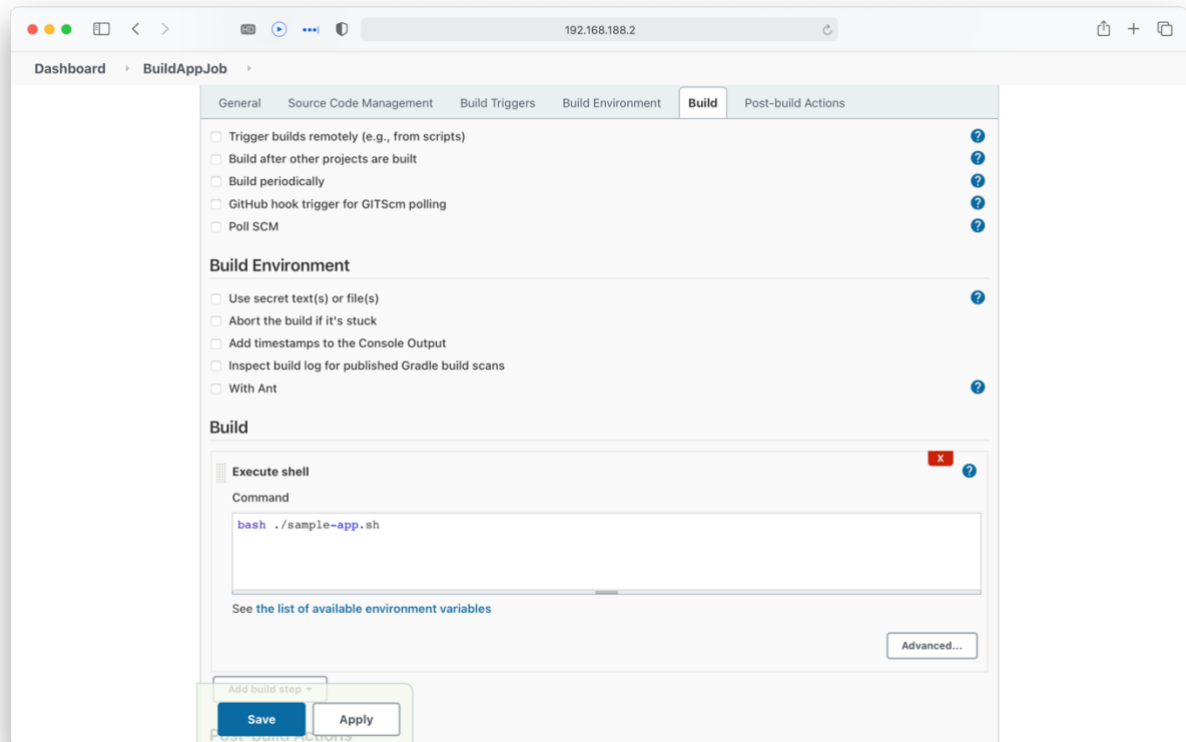 HD
192.168.188.2
Dashboard BuildAppJob
General Source Code Management Build Triggers Build Environment Build Post-build Actions
Trigger builds remotely (e.g., from scripts) ?
Build after other projects are built ?
Build periodically ?
GitHub hook trigger for GITScm polling ?
Poll SCM ?
Build Environment
Use secret text(s) or file(s) ?
Abort the build if it's stuck
Add timestamps to the Console Output
Inspect build log for published Gradle build scans
With Ant ?
Build
X
Execute shell ?
Command
bash ./sample-app.sh
See the list of available environment variables
Advanced...
Add build step
Save Apply
Post-build Actions